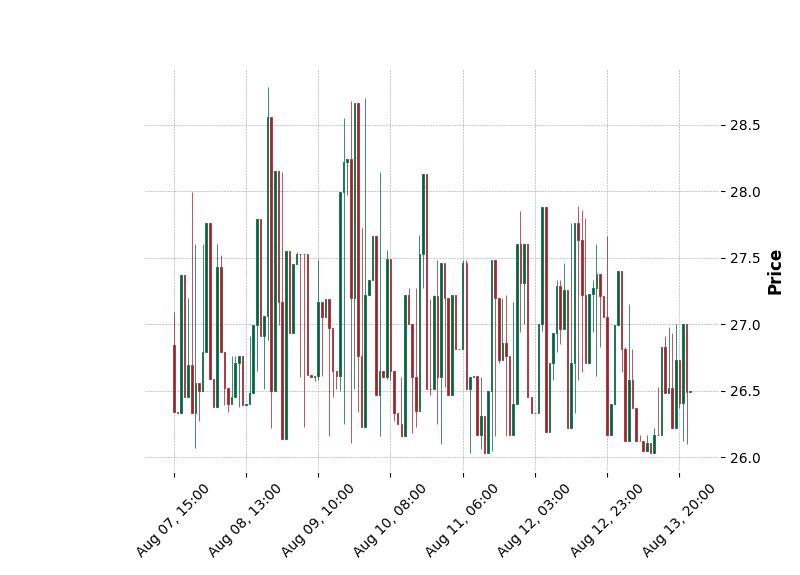 28.5
28.0
27.5
27.0
26.5
26.0
Price
Aug 07, 15:00
Aug 08, 13:00
Aug 09, 10:00
Aug 10, 08:00
Aug 11, 06:00
Aug 12, 03:00
Aug 12, 23:00
Aug 13, 20:00